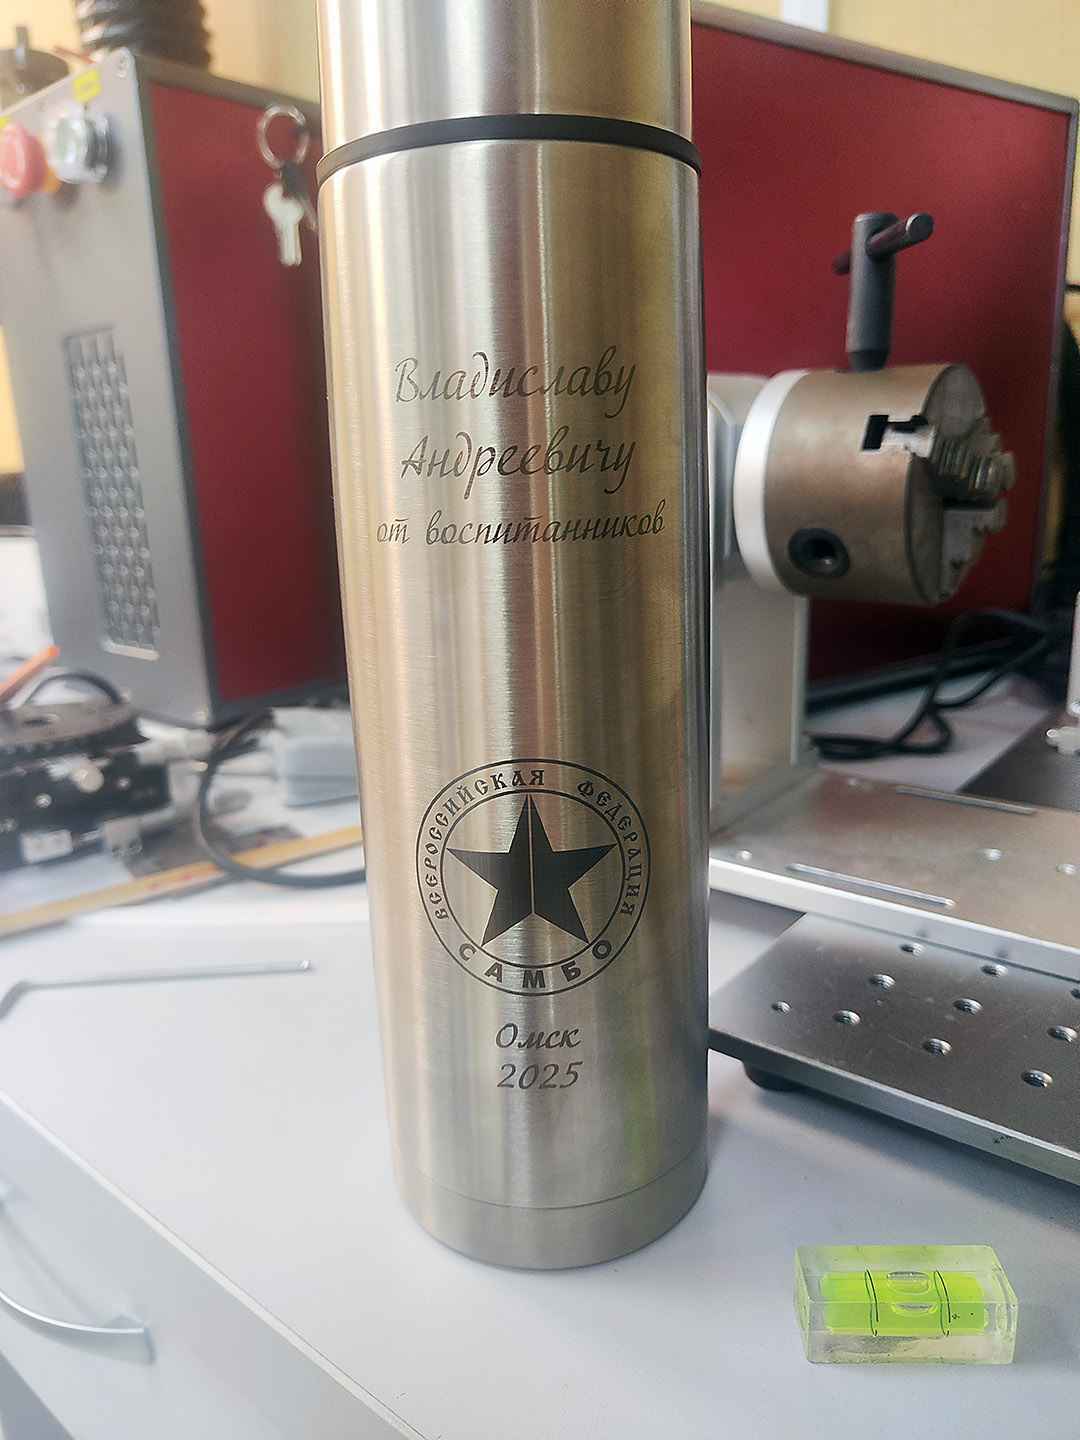 Владиславу
Андреевичу
от воспитанников
ВСЕРОССИЙСКАЯ ФЕДЕРАЦИЯ
САМБО
Омск
2025